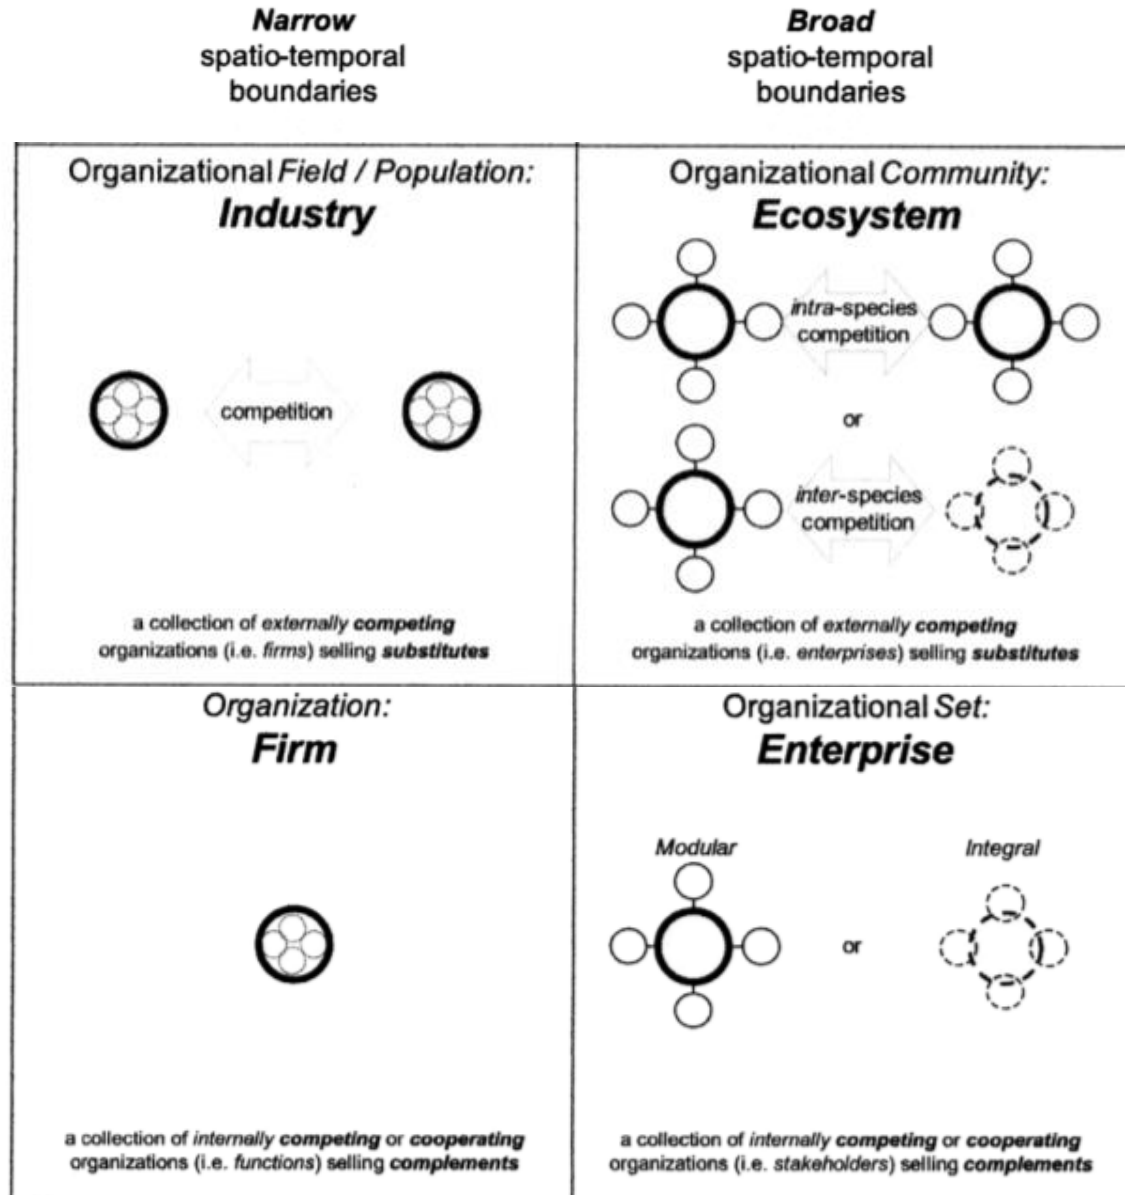 Narrow
spatio-temporal
boundaries
Broad
spatio-temporal
boundaries
Organizational Field / Population:
Industry
competition
a collection of externally competing
organizations (i.e. firms) selling substitutes
Organizational Community:
Ecosystem
intra-species
competition
or
inter-species
competition
a collection of externally competing
organizations (i.e. enterprises) selling substitutes
Organization:
Firm
a collection of internally competing or cooperating
organizations (i.e. functions) selling complements
Organizational Set:
Enterprise
Modular
or
Integral
a collection of internally competing or cooperating
organizations (i.e. stakeholders) selling complements